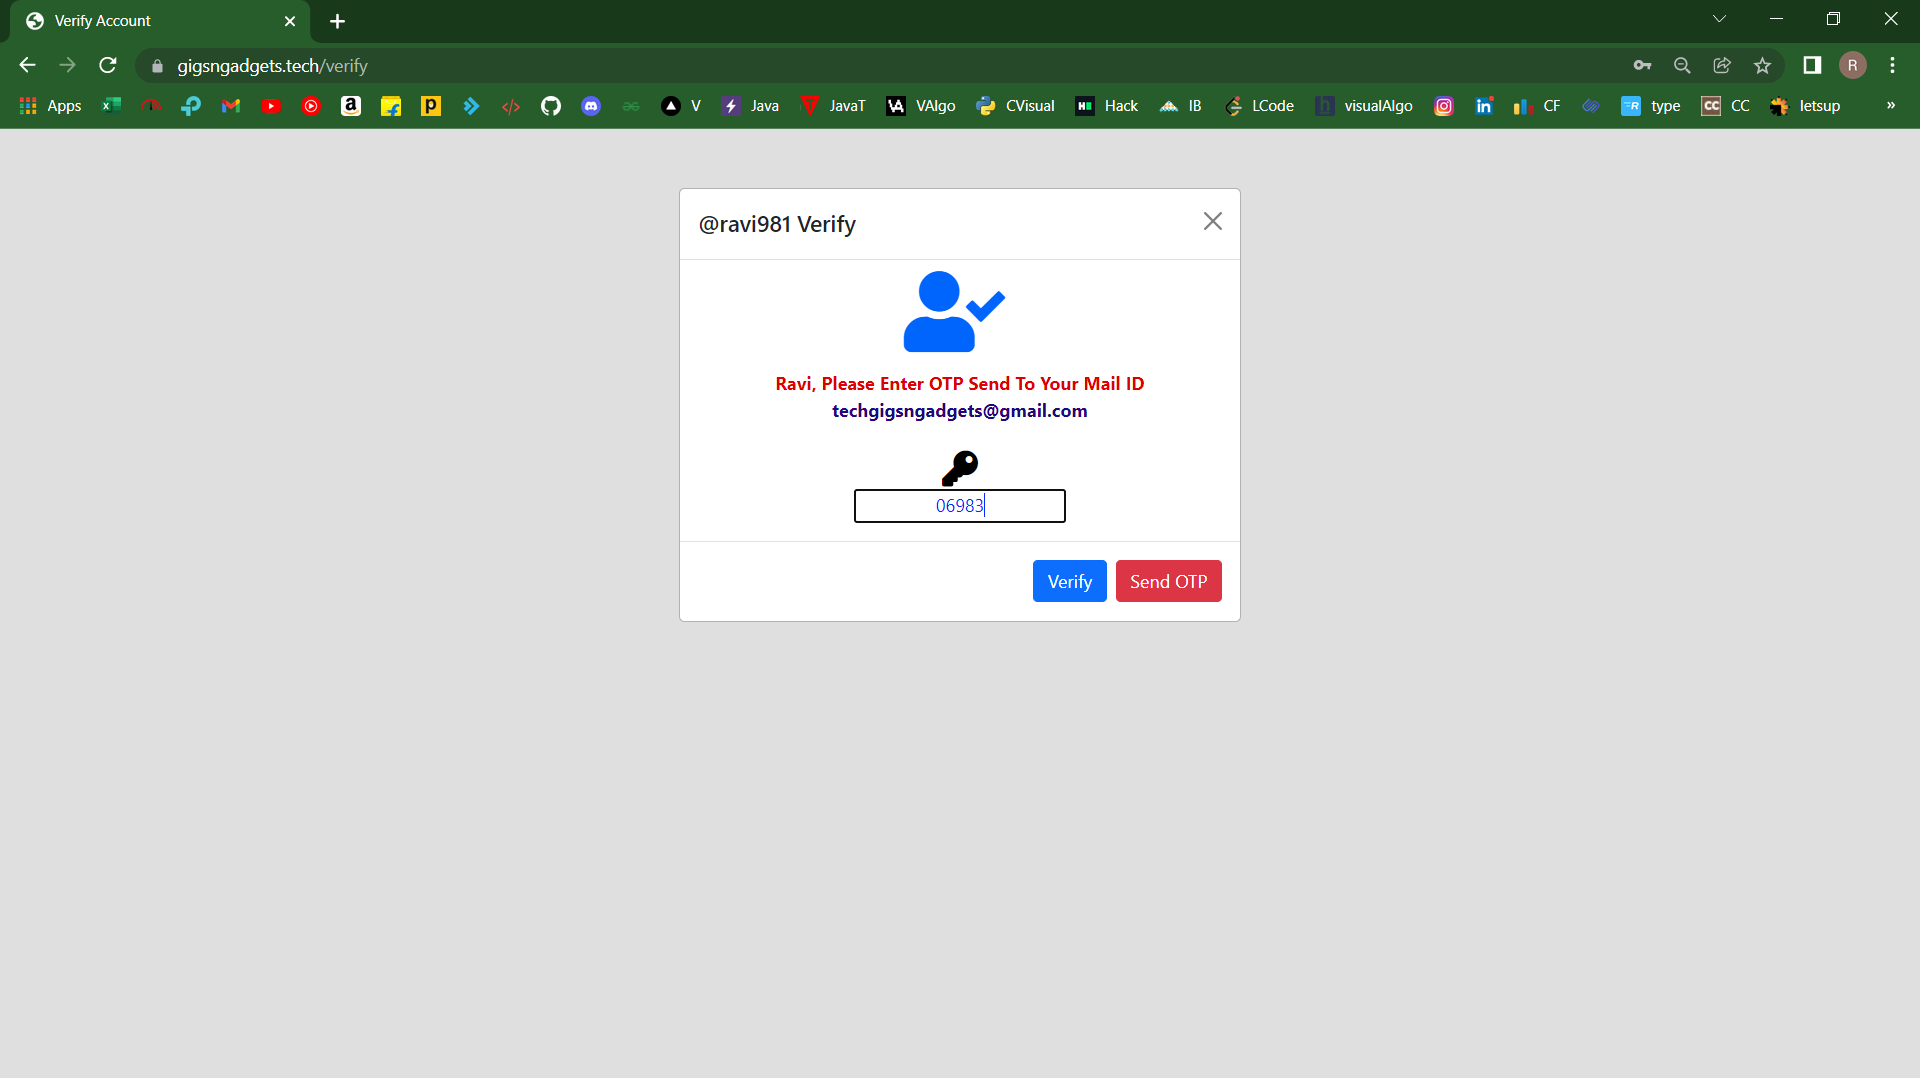 Verify Account
gigsngadgets.tech/verify
R
Apps V Java JavaT VAlgo CVisual Hack IB LCode visualAlgo CF type CC letsup »
@ravi981 Verify
Ravi, Please Enter OTP Send To Your Mail ID
techgigsngadgets@gmail.com
06983
Verify Send OTP